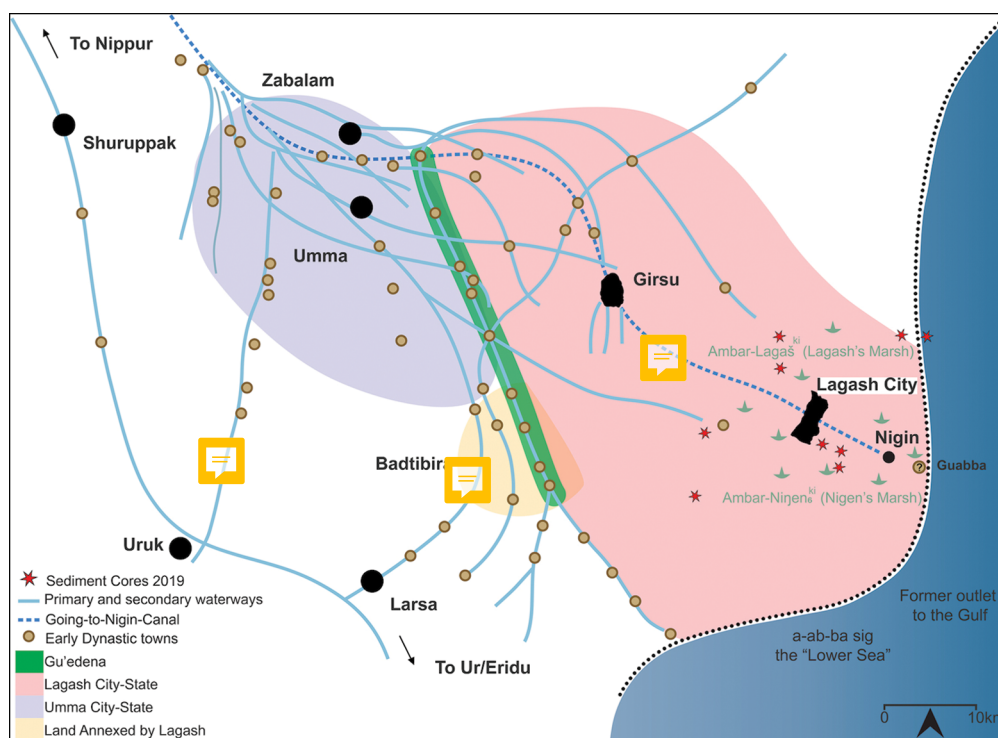 To Nippur
Zabalam
Shuruppak
Umma
Girsu
Ambar-Lagaš ki (Lagash's Marsh)
Lagash City
Nigin
Guabba
?
Badtibira
Ambar-Niŋen₆ ki (Nigen's Marsh)
Uruk
Larsa
To Ur/Eridu
Former outlet
to the Gulf
a-ab-ba sig
the "Lower Sea"
Sediment Cores 2019
Primary and secondary waterways
Going-to-Nigin-Canal
Early Dynastic towns
Gu'edena
Lagash City-State
Umma City-State
Land Annexed by Lagash
0 10km